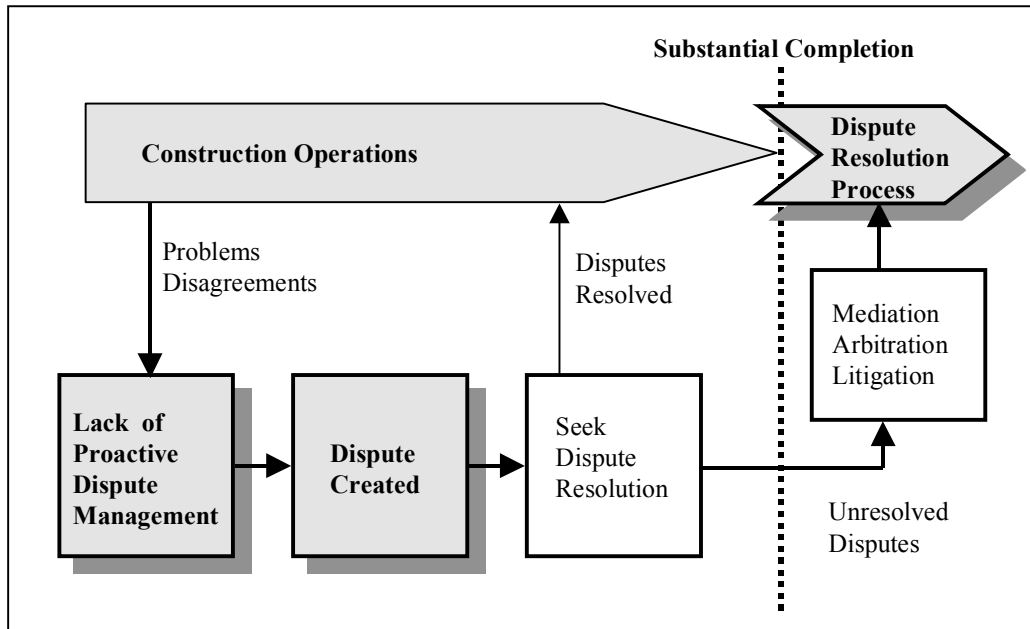 Substantial Completion
Construction Operations
Dispute
Resolution
Process
Problems
Disagreements
Disputes
Resolved
Mediation
Arbitration
Litigation
Lack of
Proactive
Dispute
Management
Dispute
Created
Seek
Dispute
Resolution
Unresolved
Disputes